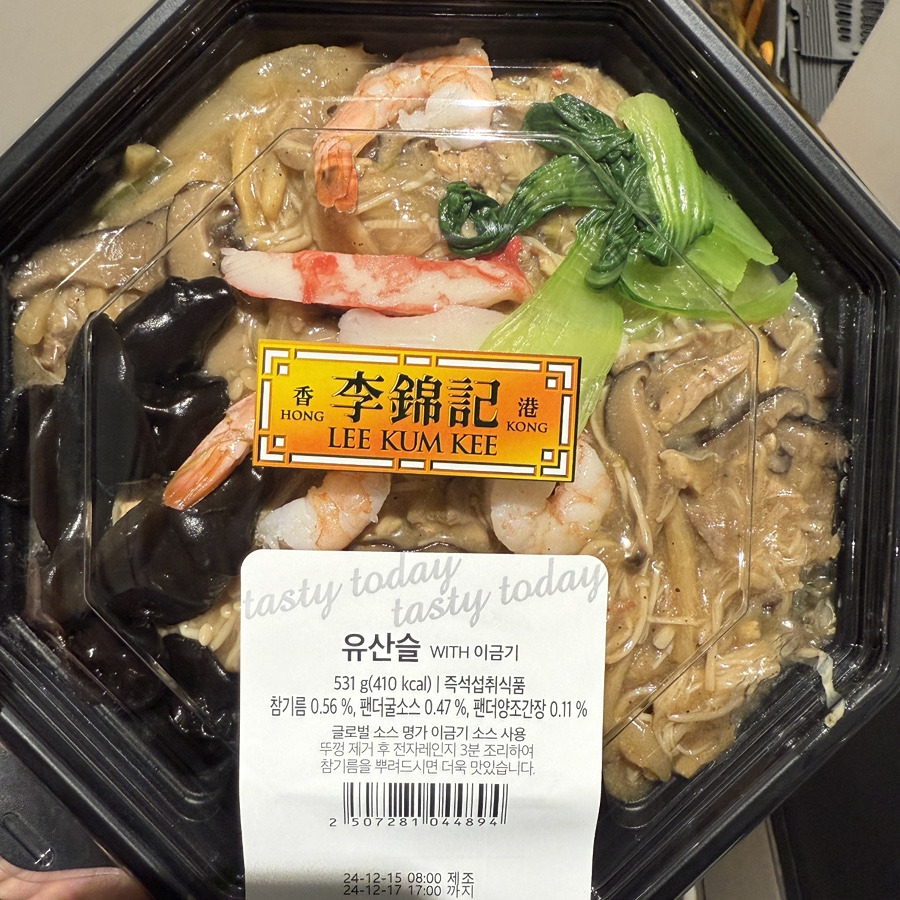 香 李錦記 港
HONG LEE KUM KEE KONG
tasty today
tasty today
유산슬 WITH 이금기
531 g(410 kcal) | 즉석섭취식품
참기름 0.56 %, 팬더굴소스 0.47 %, 팬더양조간장 0.11 %
글로벌 소스 명가 이금기 소스 사용
뚜껑 제거 후 전자레인지 3분 조리하여
참기름을 뿌려드시면 더욱 맛있습니다.
2 507281 044894
24-12-15 08:00 제조
24-12-17 17:00 까지